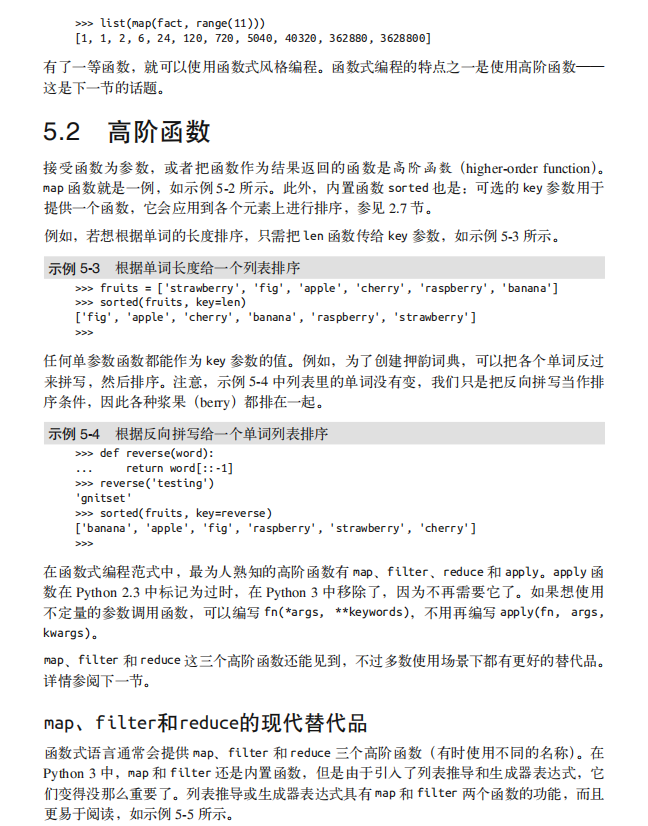 >>> list(map(fact, range(11)))
[1, 1, 2, 6, 24, 120, 720, 5040, 40320, 362880, 3628800]
有了一等函数，就可以使用函数式风格编程。函数式编程的特点之一是使用高阶函数——
这是下一节的话题。
5.2 高阶函数
接受函数为参数，或者把函数作为结果返回的函数是高阶函数（higher-order function）。
map 函数就是一例，如示例5-2 所示。此外，内置函数 sorted 也是：可选的 key 参数用于
提供一个函数，它会应用到各个元素上进行排序，参见 2.7 节。
例如，若想根据单词的长度排序，只需把 len 函数传给 key 参数，如示例 5-3 所示。
示例 5-3 根据单词长度给一个列表排序
>>> fruits = ['strawberry', 'fig', 'apple', 'cherry', 'raspberry', 'banana']
>>> sorted(fruits, key=len)
['fig', 'apple', 'cherry', 'banana', 'raspberry', 'strawberry']
>>>
任何单参数函数都能作为 key 参数的值。例如，为了创建押韵词典，可以把各个单词反过
来拼写，然后排序。注意，示例 5-4 中列表里的单词没有变，我们只是把反向拼写当作排
序条件，因此各种浆果（berry）都排在一起。
示例 5-4 根据反向拼写给一个单词列表排序
>>> def reverse(word):
...     return word[::-1]
>>> reverse('testing')
'gnitset'
>>> sorted(fruits, key=reverse)
['banana', 'apple', 'fig', 'raspberry', 'strawberry', 'cherry']
>>>
在函数式编程范式中，最为人熟知的高阶函数有 map、filter、reduce 和 apply。apply 函
数在 Python 2.3 中标记为过时，在 Python 3 中移除了，因为不再需要它了。如果想使用
不定量的参数调用函数，可以编写 fn(*args, **keywords)，不用再编写 apply(fn, args,
kwargs)。
map、filter 和 reduce 这三个高阶函数还能见到，不过多数使用场景下都有更好的替代品。
详情参阅下一节。
map、filter和reduce的现代替代品
函数式语言通常会提供 map、filter 和 reduce 三个高阶函数（有时使用不同的名称）。在
Python 3 中，map 和 filter 还是内置函数，但是由于引入了列表推导和生成器表达式，它
们变得没那么重要了。列表推导或生成器表达式具有 map 和 filter 两个函数的功能，而且
更易于阅读，如示例 5-5 所示。